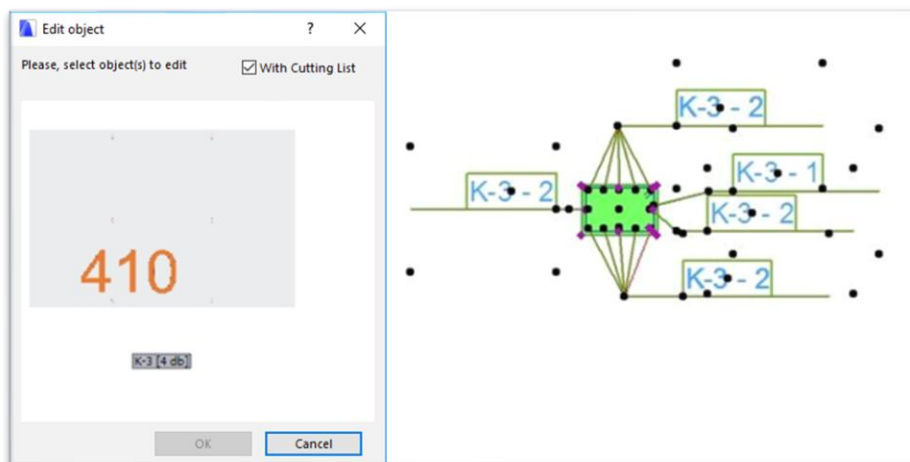 Edit object
Please, select object(s) to edit
With Cutting List
410
K-3 [4 db]
OK
Cancel
K-3 - 2
K-3 - 2
K-3 - 1
K-3 - 2
K-3 - 2